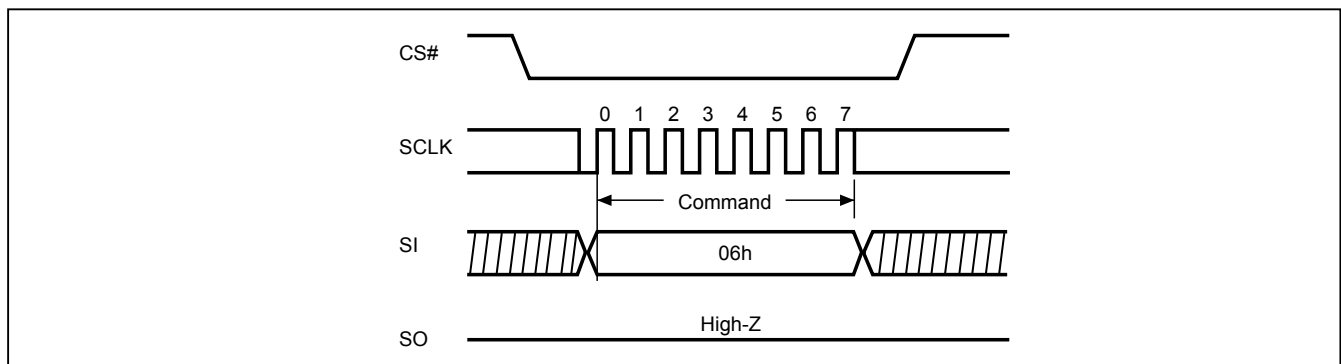 CS#
0 1 2 3 4 5 6 7
SCLK
Command
SI
06h
High-Z
SO